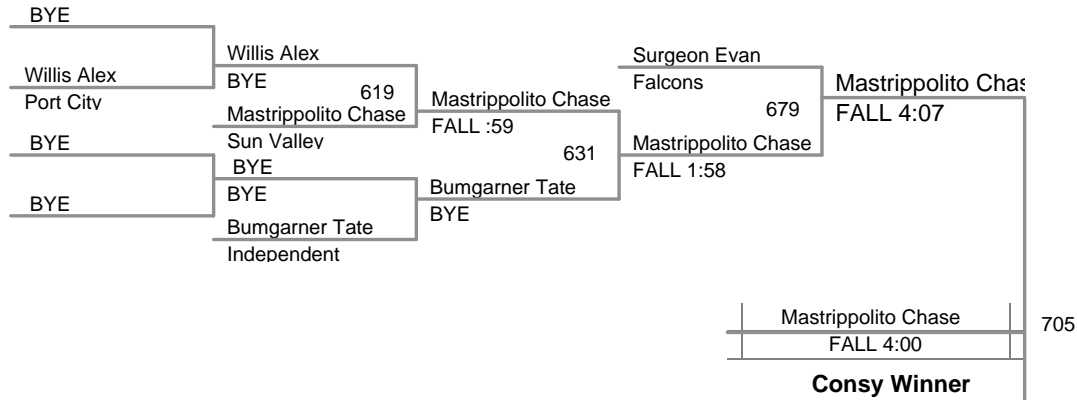 BYE
Willis Alex
Port City
BYE
BYE
Willis Alex
BYE
619
Mastrippolito Chase
Sun Valley
BYE
BYE
Bumgarner Tate
Independent
Mastrippolito Chase
FALL :59
631
Bumgarner Tate
BYE
Surgeon Evan
Falcons
679
Mastrippolito Chase
FALL 1:58
Mastrippolito Chas
FALL 4:07
Mastrippolito Chase
705
FALL 4:00
Consy Winner